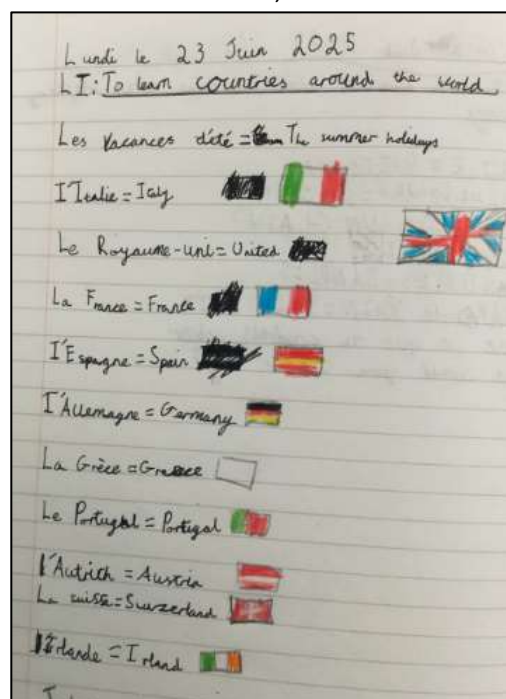 Lundi le 23 Juin 2025
LI: To learn countries around the world
Les Vacances d'été = The summer holidays
I'Italie = Italy
Le Royaume-uni = United
La France = France
I'Espagne = Spain
I'Allemagne = Germany
La Grèce = Greece
Le Portugal = Portigal
l'Autrich = Austria
La suisse = Swizerland
Irlande = Irland